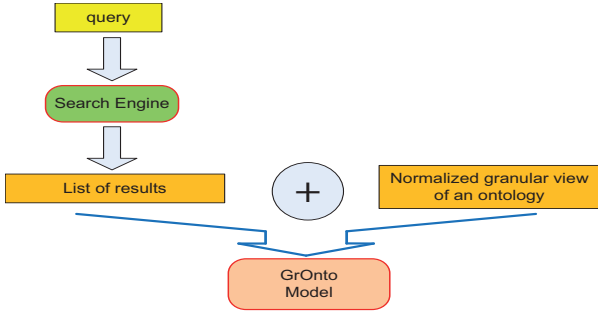 query
Search Engine
List of results
+
Normalized granular view
of an ontology
GrOnto
Model